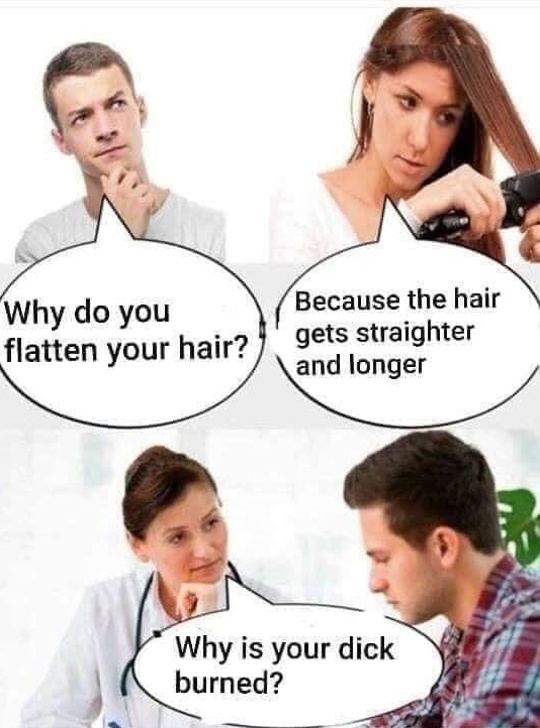 Why do you
flatten your hair?
Because the hair
gets straighter
and longer
Why is your dick
burned?